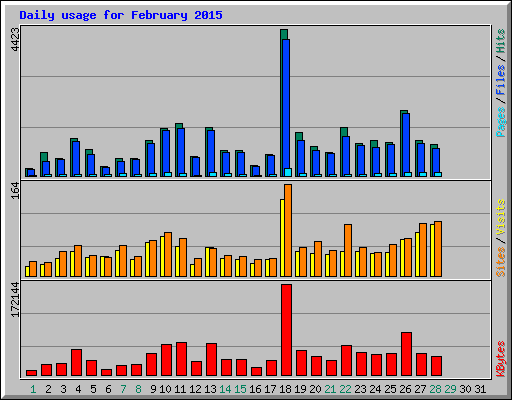 Daily usage for February 2015
4423
Pages / Files / Hits
164
Sites / Visits
172144
KBytes
1 2 3 4 5 6 7 8 9 10 11 12 13 14 15 16 17 18 19 20 21 22 23 24 25 26 27 28 29 30 31